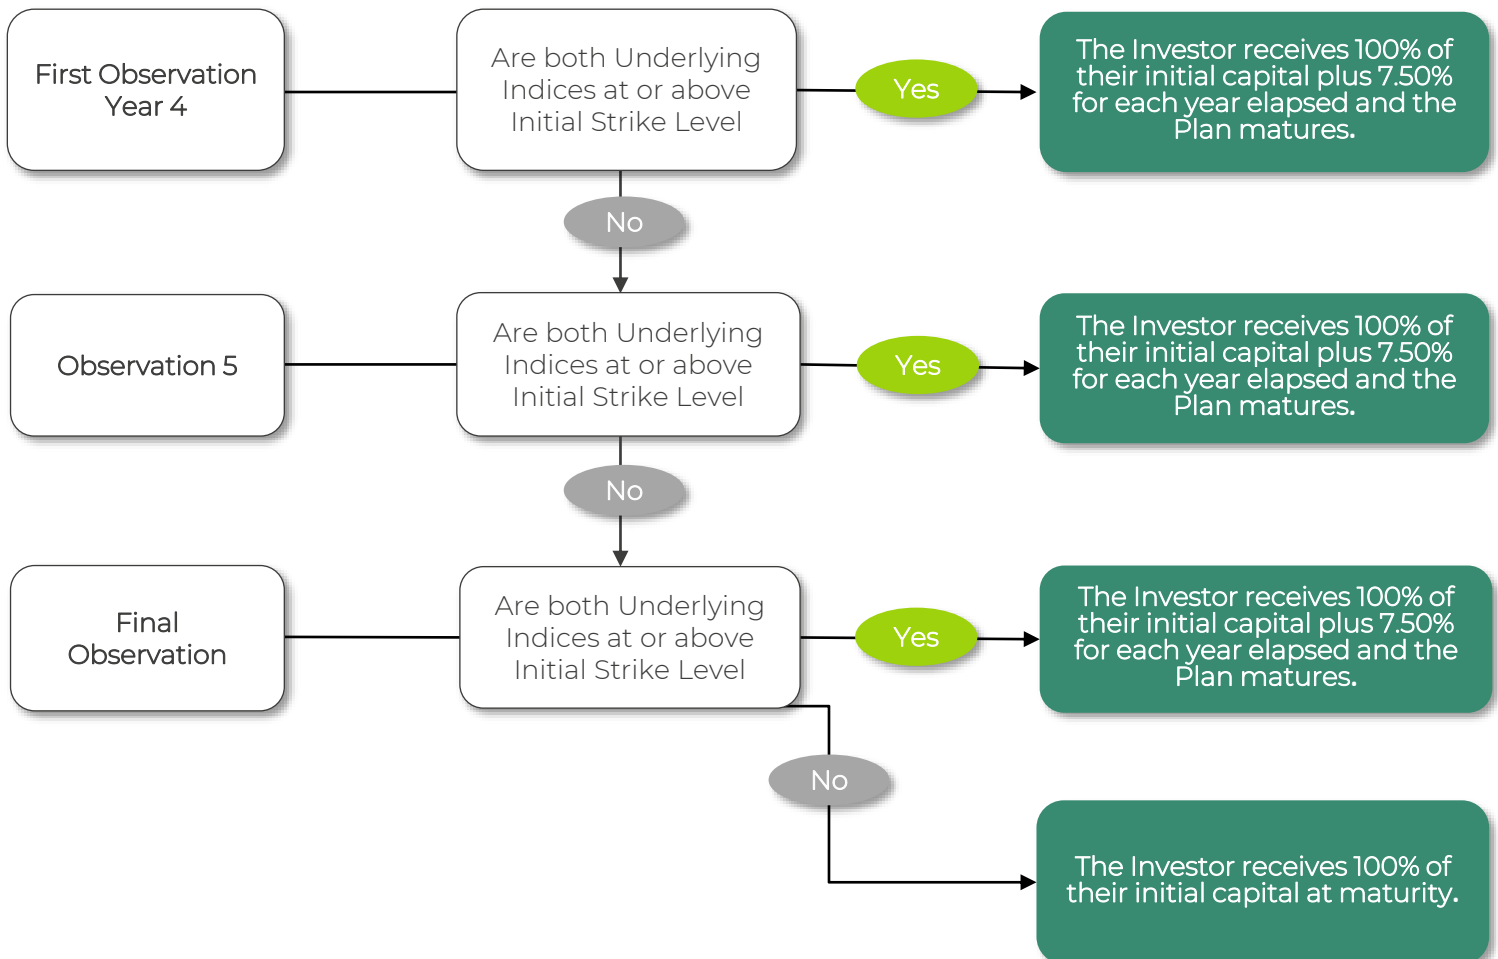 First Observation
Year 4
Are both Underlying
Indices at or above
Initial Strike Level
Yes
The Investor receives 100% of
their initial capital plus 7.50%
for each year elapsed and the
Plan matures.
No
Observation 5
Are both Underlying
Indices at or above
Initial Strike Level
Yes
The Investor receives 100% of
their initial capital plus 7.50%
for each year elapsed and the
Plan matures.
No
Final
Observation
Are both Underlying
Indices at or above
Initial Strike Level
Yes
The Investor receives 100% of
their initial capital plus 7.50%
for each year elapsed and the
Plan matures.
No
The Investor receives 100% of
their initial capital at maturity.